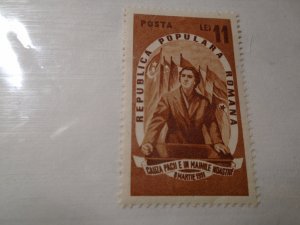 POSTA LEI 11
REPUBLICA POPULARA ROMANA
CAUZA PACII E IN MAINILE NOASTRE
8 MARTIE 1951